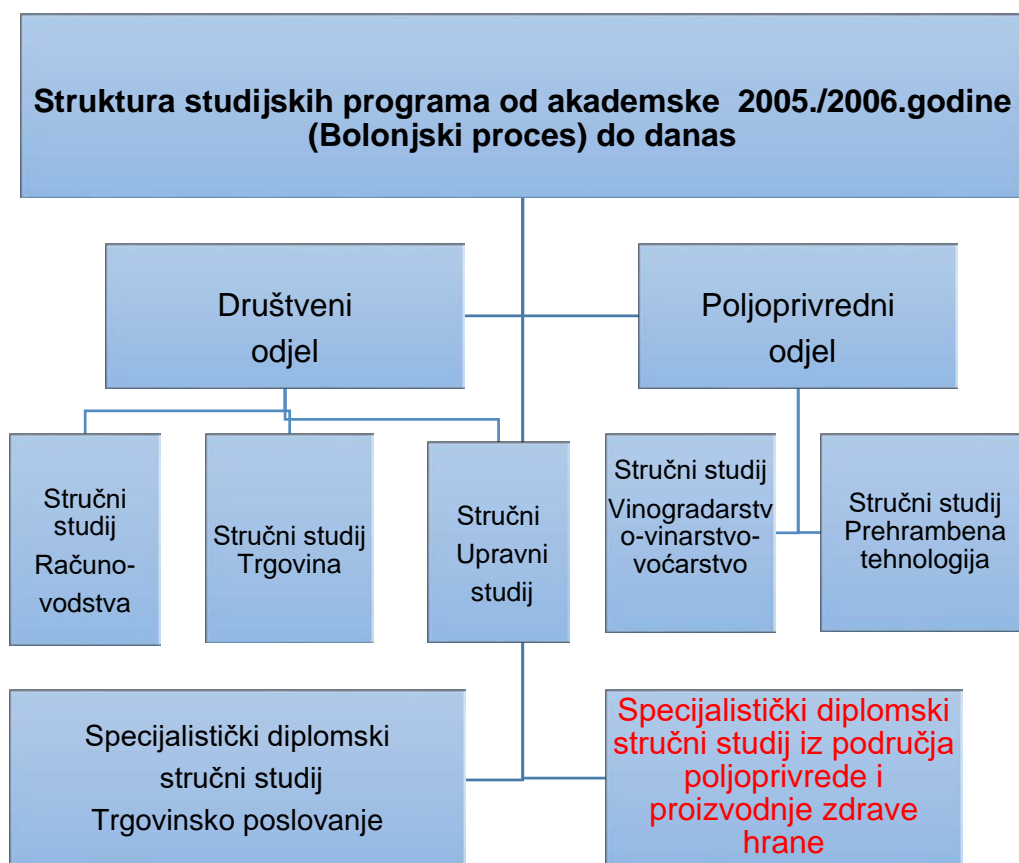 Struktura studijskih programa od akademske 2005./2006.godine
(Bolonjski proces) do danas
Društveni
odjel
Poljoprivredni
odjel
Stručni
studij
Računo-
vodstva
Stručni studij
Trgovina
Stručni
Upravni
studij
Stručni studij
Vinogradarstv
o-vinarstvo-
voćarstvo
Stručni studij
Prehrambena
tehnologija
Specijalistički diplomski
stručni studij
Trgovinsko poslovanje
Specijalistički diplomski
stručni studij iz područja
poljoprivrede i
proizvodnje zdrave
hrane